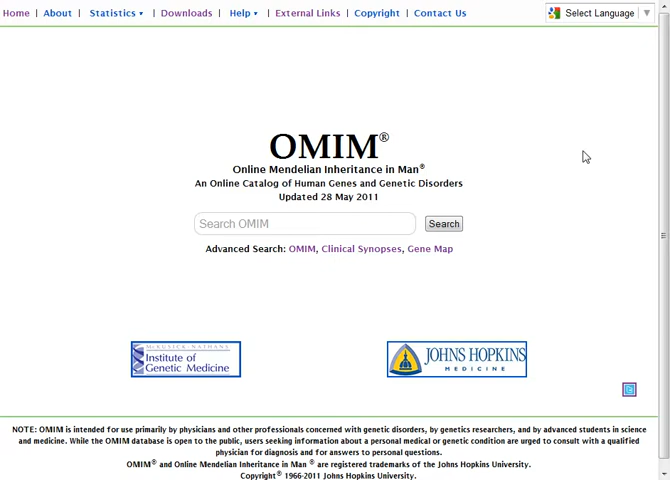 Home | About | Statistics ▾ | Downloads | Help ▾ | External Links | Copyright | Contact Us
Select Language ▼
OMIM®
Online Mendelian Inheritance in Man®
An Online Catalog of Human Genes and Genetic Disorders
Updated 28 May 2011
Search OMIM Search
Advanced Search: OMIM, Clinical Synopses, Gene Map
McKusick-Nathans
Institute of
Genetic Medicine
JOHNS HOPKINS
MEDICINE
NOTE: OMIM is intended for use primarily by physicians and other professionals concerned with genetic disorders, by genetics researchers, and by advanced students in science
and medicine. While the OMIM database is open to the public, users seeking information about a personal medical or genetic condition are urged to consult with a qualified
physician for diagnosis and for answers to personal questions.
OMIM® and Online Mendelian Inheritance in Man ® are registered trademarks of the Johns Hopkins University.
Copyright® 1966-2011 Johns Hopkins University.